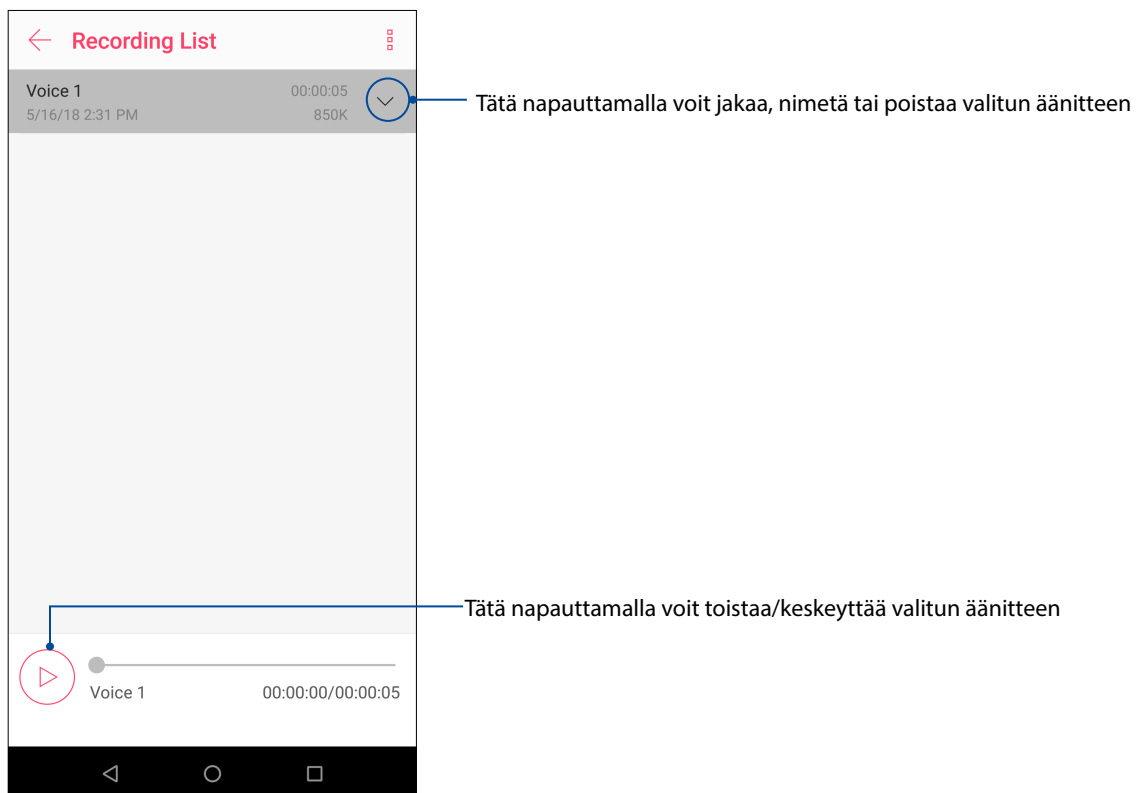 Recording List
Voice 1 00:00:05
5/16/18 2:31 PM 850K
Tätä napauttamalla voit jakaa, nimetä tai poistaa valitun äänitteen
Tätä napauttamalla voit toistaa/keskeyttää valitun äänitteen
Voice 1 00:00:00/00:00:05